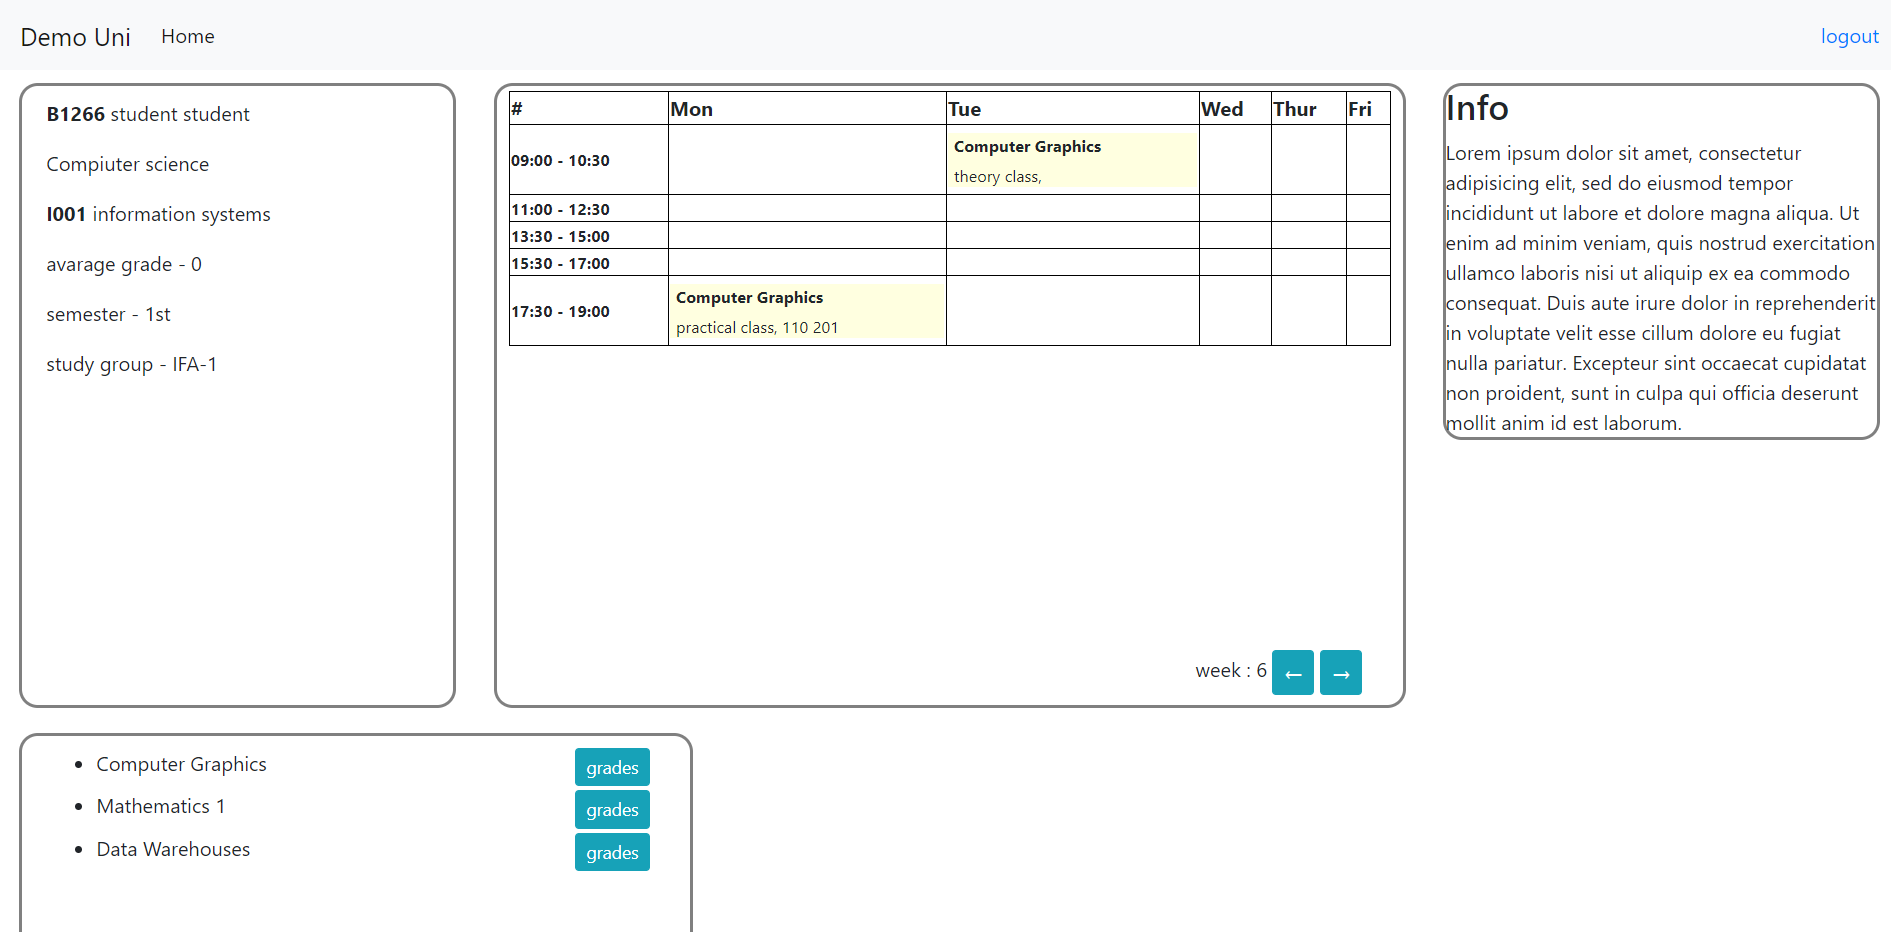 Demo Uni Home logout
B1266 student student
Compiuter science
I001 information systems
avarage grade - 0
semester - 1st
study group - IFA-1
# Mon Tue Wed Thur Fri
09:00 - 10:30 Computer Graphics
theory class,
11:00 - 12:30
13:30 - 15:00
15:30 - 17:00
17:30 - 19:00 Computer Graphics
practical class, 110 201
week : 6 ← →
Info
Lorem ipsum dolor sit amet, consectetur
adipisicing elit, sed do eiusmod tempor
incididunt ut labore et dolore magna aliqua. Ut
enim ad minim veniam, quis nostrud exercitation
ullamco laboris nisi ut aliquip ex ea commodo
consequat. Duis aute irure dolor in reprehenderit
in voluptate velit esse cillum dolore eu fugiat
nulla pariatur. Excepteur sint occaecat cupidatat
non proident, sunt in culpa qui officia deserunt
mollit anim id est laborum.
Computer Graphics grades
Mathematics 1 grades
Data Warehouses grades